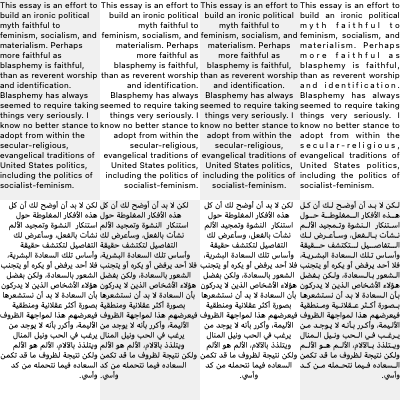 This essay is an effort to
build an ironic political
myth faithful to
feminism, socialism, and
materialism. Perhaps
more faithful as
blasphemy is faithful,
than as reverent worship
and identification.
Blasphemy has always
seemed to require taking
things very seriously. I
know no better stance to
adopt from within the
secular-religious,
evangelical traditions of
United States politics,
including the politics of
socialist-feminism.
This essay is an effort to
build an ironic political
myth faithful to
feminism, socialism, and
materialism. Perhaps
more faithful as
blasphemy is faithful,
than as reverent worship
and identification.
Blasphemy has always
seemed to require taking
things very seriously. I
know no better stance to
adopt from within the
secular-religious,
evangelical traditions of
United States politics,
including the politics of
socialist-feminism.
This essay is an effort to
build an ironic political
myth faithful to
feminism, socialism, and
materialism. Perhaps
more faithful as
blasphemy is faithful,
than as reverent worship
and identification.
Blasphemy has always
seemed to require taking
things very seriously. I
know no better stance to
adopt from within the
secular-religious,
evangelical traditions of
United States politics,
including the politics of
socialist-feminism.
This essay is an effort to
build an ironic political
myth faithful to
feminism, socialism, and
materialism. Perhaps
more faithful as
blasphemy is faithful,
than as reverent worship
and identification.
Blasphemy has always
seemed to require taking
things very seriously. I
know no better stance to
adopt from within the
secular-religious,
evangelical traditions of
United States politics,
including the politics of
socialist-feminism.
لكن لا بد أن أوضح لك أن كل
هذه الأفكار المغلوطة حول
استنكار النشوة وتمجيد الألم
نشأت بالفعل، وسأعرض لك
التفاصيل لتكتشف حقيقة
وأساس تلك السعادة البشرية،
فلا أحد يرفض أو يكره أو يتجنب
الشعور بالسعادة، ولكن بفضل
هؤلاء الأشخاص الذين لا يدركون
بأن السعادة لا بد أن نستشعرها
بصورة أكثر عقلانية ومنطقية
فيعرضهم هذا لمواجهة الظروف
الأليمة، وأكرر بأنه لا يوجد من
يرغب في الحب ونيل المنال
ويتلذذ بالآلام، الألم هو الألم
ولكن نتيجة لظروف ما قد تكمن
السعاده فيما نتحمله من كد
وأسي.
لكن لا بد أن أوضح لك أن كل
هذه الأفكار المغلوطة حول
استنكار النشوة وتمجيد الألم
نشأت بالفعل، وسأعرض لك
التفاصيل لتكتشف حقيقة
وأساس تلك السعادة البشرية،
فلا أحد يرفض أو يكره أو يتجنب
الشعور بالسعادة، ولكن بفضل
هؤلاء الأشخاص الذين لا يدركون
بأن السعادة لا بد أن نستشعرها
بصورة أكثر عقلانية ومنطقية
فيعرضهم هذا لمواجهة الظروف
الأليمة، وأكرر بأنه لا يوجد من
يرغب في الحب ونيل المنال
ويتلذذ بالآلام، الألم هو الألم
ولكن نتيجة لظروف ما قد تكمن
السعاده فيما نتحمله من كد
وأسي.
لكن لا بد أن أوضح لك أن كل
هذه الأفكار المغلوطة حول
استنكار النشوة وتمجيد الألم
نشأت بالفعل، وسأعرض لك
التفاصيل لتكتشف حقيقة
وأساس تلك السعادة البشرية،
فلا أحد يرفض أو يكره أو يتجنب
الشعور بالسعادة، ولكن بفضل
هؤلاء الأشخاص الذين لا يدركون
بأن السعادة لا بد أن نستشعرها
بصورة أكثر عقلانية ومنطقية
فيعرضهم هذا لمواجهة الظروف
الأليمة، وأكرر بأنه لا يوجد من
يرغب في الحب ونيل المنال
ويتلذذ بالآلام، الألم هو الألم
ولكن نتيجة لظروف ما قد تكمن
السعاده فيما نتحمله من كد
وأسي.
لكن لا بد أن أوضح لك أن كل
هذه الأفكار المغلوطة حول
استنكار النشوة وتمجيد الألم
نشأت بالفعل، وسأعرض لك
التفاصيل لتكتشف حقيقة
وأساس تلك السعادة البشرية،
فلا أحد يرفض أو يكره أو يتجنب
الشعور بالسعادة، ولكن بفضل
هؤلاء الأشخاص الذين لا يدركون
بأن السعادة لا بد أن نستشعرها
بصورة أكثر عقلانية ومنطقية
فيعرضهم هذا لمواجهة الظروف
الأليمة، وأكرر بأنه لا يوجد من
يرغب في الحب ونيل المنال
ويتلذذ بالآلام، الألم هو الألم
ولكن نتيجة لظروف ما قد تكمن
السعاده فيما نتحمله من كد
وأسي.